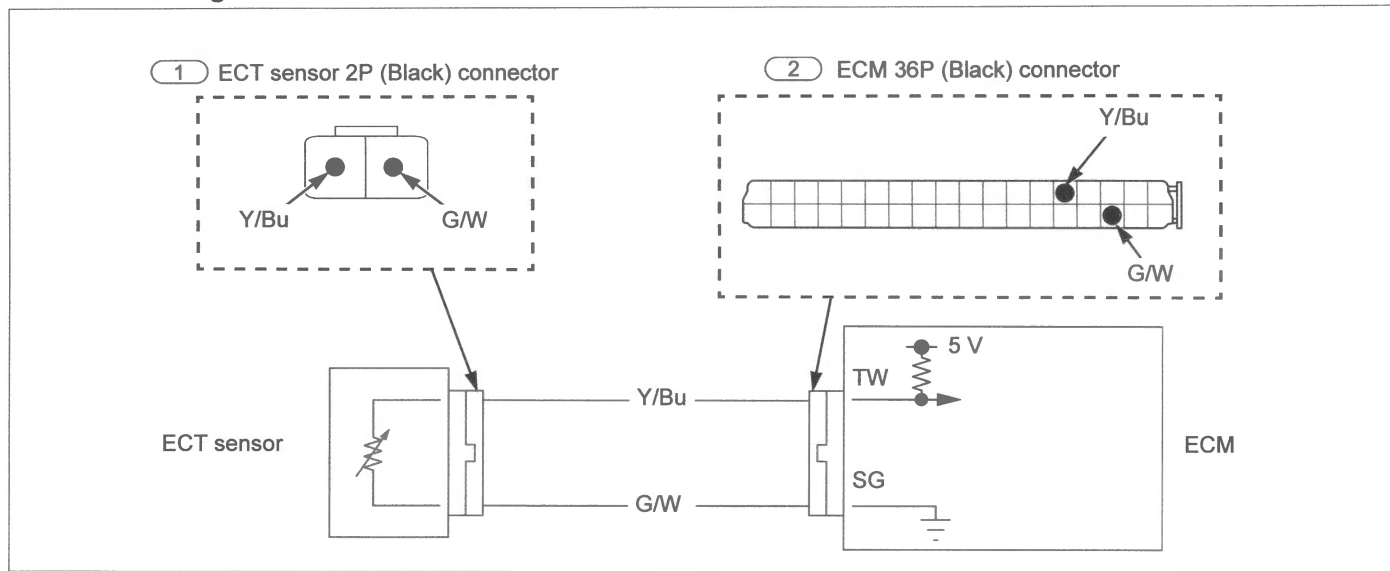 1 ECT sensor 2P (Black) connector
2 ECM 36P (Black) connector
Y/Bu
G/W
Y/Bu
G/W
5 V
TW
Y/Bu
ECT sensor
ECM
SG
G/W